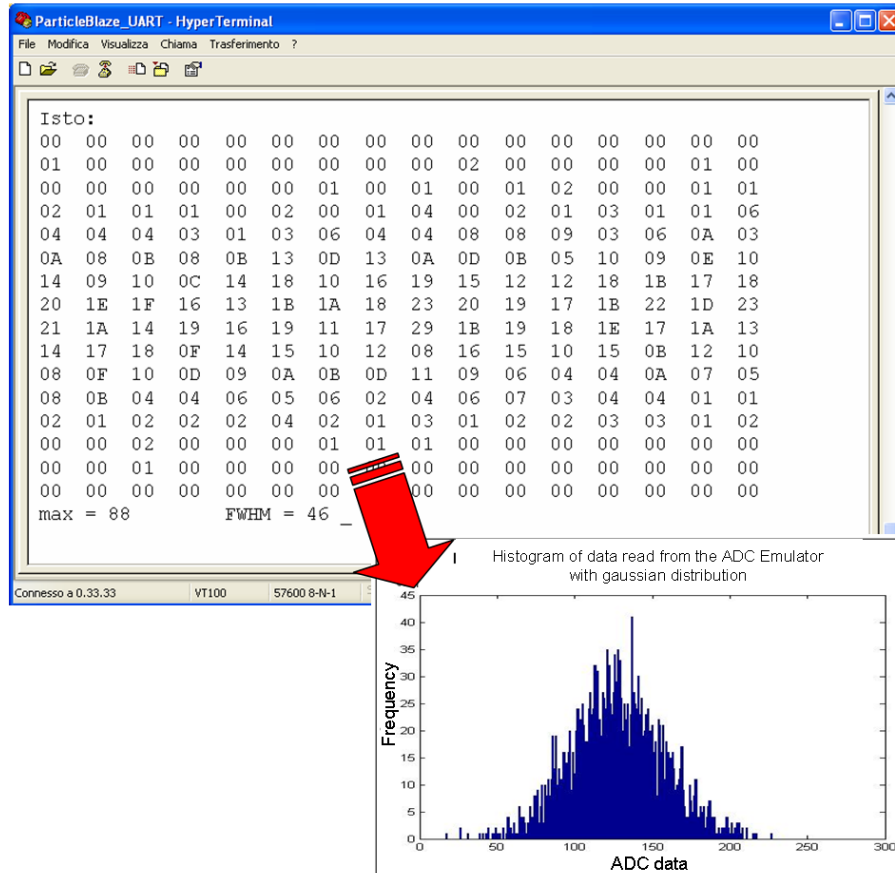 ParticleBlaze_UART - HyperTerminal
File Modifica Visualizza Chiama Trasferimento ?
Isto:
00 00 00 00 00 00 00 00 00 00 00 00 00 00 00 00
01 00 00 00 00 00 00 00 00 02 00 00 00 00 01 00
00 00 00 00 00 00 01 00 01 00 01 02 00 00 01 01
02 01 01 01 00 02 00 01 04 00 02 01 03 01 01 06
04 04 04 03 01 03 06 04 04 08 08 09 03 06 0A 03
0A 08 0B 08 0B 13 0D 13 0A 0D 0B 05 10 09 0E 10
14 09 10 0C 14 18 10 16 19 15 12 12 18 1B 17 18
20 1E 1F 16 13 1B 1A 18 23 20 19 17 1B 22 1D 23
21 1A 14 19 16 19 11 17 29 1B 19 18 1E 17 1A 13
14 17 18 0F 14 15 10 12 08 16 15 10 15 0B 12 10
08 0F 10 0D 09 0A 0B 0D 11 09 06 04 04 0A 07 05
08 0B 04 04 06 05 06 02 04 06 07 03 04 04 01 01
02 01 02 02 02 04 02 01 03 01 02 02 03 03 01 02
00 00 02 00 00 00 01 01 01 00 00 00 00 00 00 00
00 00 01 00 00 00 00 00 00 00 00 00 00 00 00
00 00 00 00 00 00 00 00 00 00 00 00 00 00 00
max = 88 FWHM = 46 _
Connesso a 0.33.33 VT100 57600 8-N-1
Histogram of data read from the ADC Emulator
with gaussian distribution
45
40
35
30
25
20
15
10
5
0
Frequency
0 50 100 150 200 250 300
ADC data